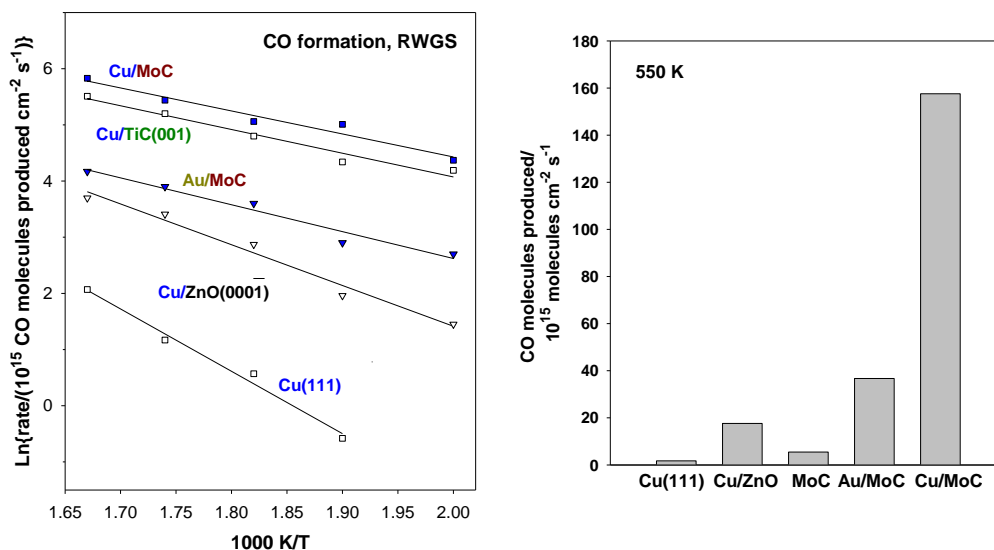 CO formation, RWGS
Cu/MoC
Cu/TiC(001)
Au/MoC
Cu/ZnO(0001̅)
Cu(111)
Ln{rate/(10¹⁵ CO molecules produced cm⁻² s⁻¹)}
6
4
2
0
1.65 1.70 1.75 1.80 1.85 1.90 1.95 2.00
1000 K/T
550 K
CO molecules produced/
10¹⁵ molecules cm⁻² s⁻¹
180
160
140
120
100
80
60
40
20
0
Cu(111) Cu/ZnO MoC Au/MoC Cu/MoC